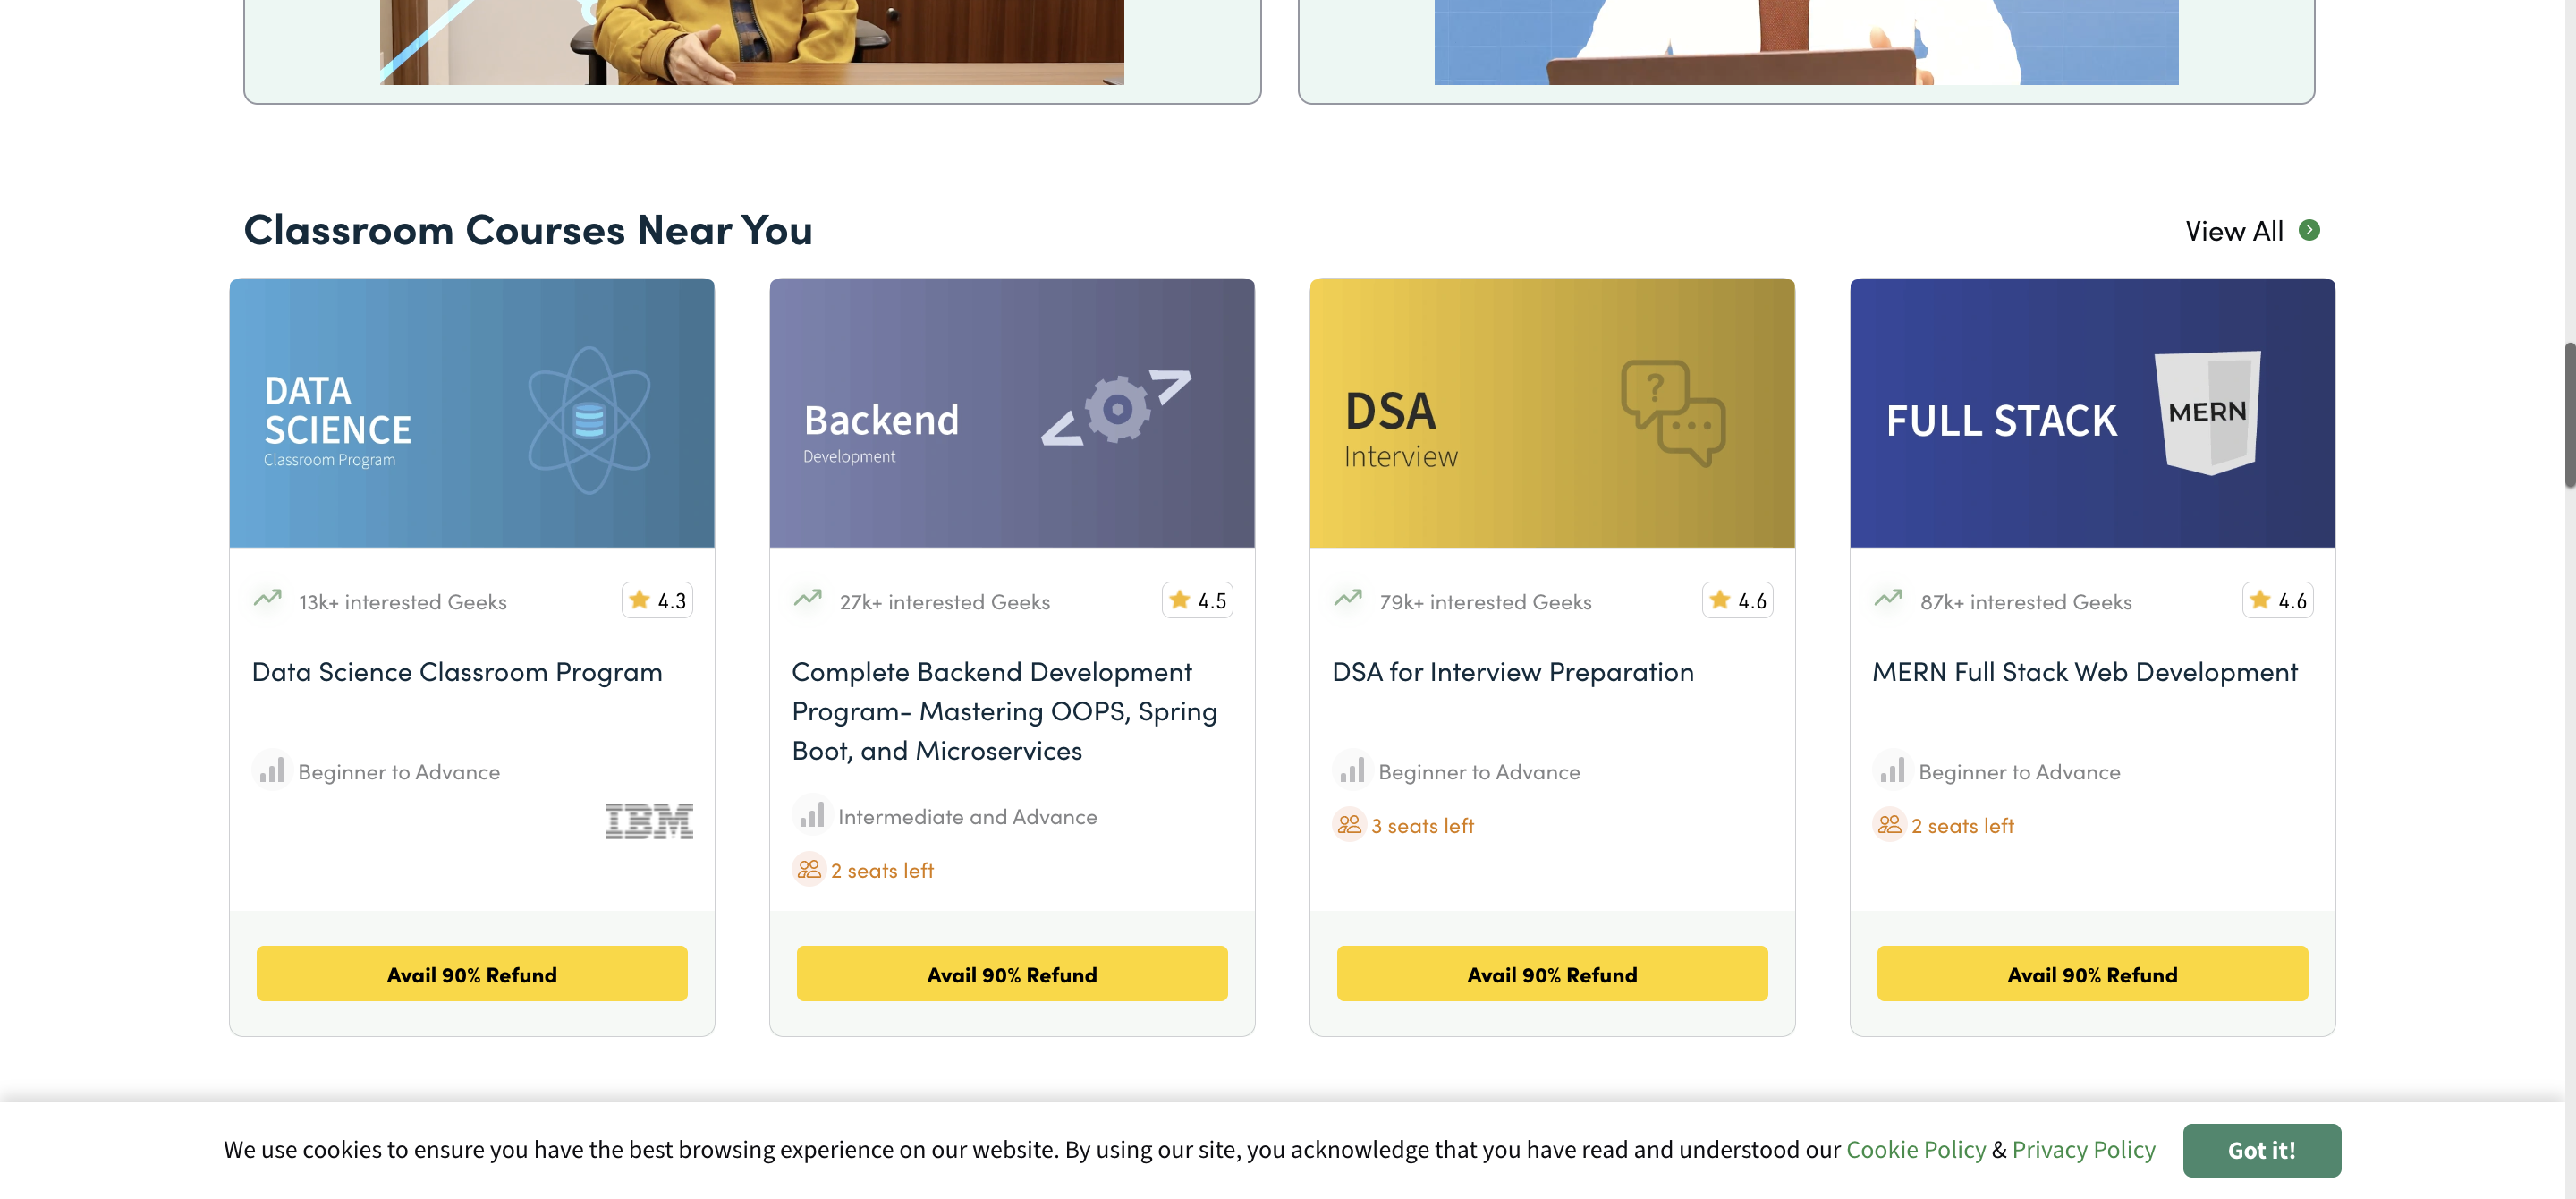 Classroom Courses Near You
View All
DATA
SCIENCE
Classroom Program
13k+ interested Geeks
4.3
Data Science Classroom Program
Beginner to Advance
IBM
Avail 90% Refund
Backend
Development
27k+ interested Geeks
4.5
Complete Backend Development
Program- Mastering OOPS, Spring
Boot, and Microservices
Intermediate and Advance
2 seats left
Avail 90% Refund
DSA
Interview
?
79k+ interested Geeks
4.6
DSA for Interview Preparation
Beginner to Advance
3 seats left
Avail 90% Refund
FULL STACK
MERN
87k+ interested Geeks
4.6
MERN Full Stack Web Development
Beginner to Advance
2 seats left
Avail 90% Refund
We use cookies to ensure you have the best browsing experience on our website. By using our site, you acknowledge that you have read and understood our Cookie Policy & Privacy Policy
Got it!